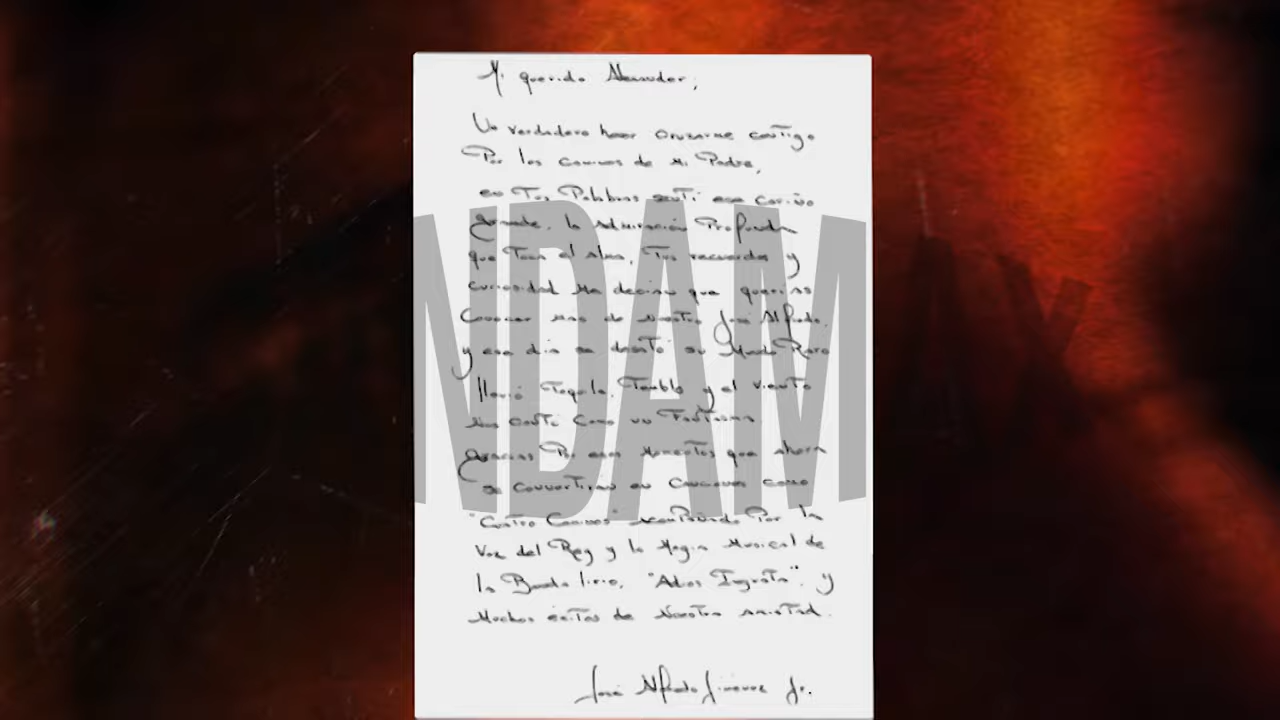 Mi querido Alexander,
Un verdadero honor cruzarme contigo
Por los caminos de Mi Padre,
en Tus Palabras sentí ese cariño
grande, la Admiración Profunda
que Toca el Alma, Tus recuerdos y
curiosidad Me decían que querías
Conocer más de Nuestro José Alfredo,
y ese día se desató su Mundo Raro
llovió Tequila, Tembló y el viento
Nos cantó Como un Fantasma
gracias Por esos Momentos que ahora
se convertirán en Canciones como
"Cuatro Caminos" acompañado Por la
Voz del Rey y la Magia Musical de
la Banda lirio, "Adios Ingrata", y
Muchos éxitos de Nuestra amistad.
José Alfredo Jiménez Jr.
NDAM